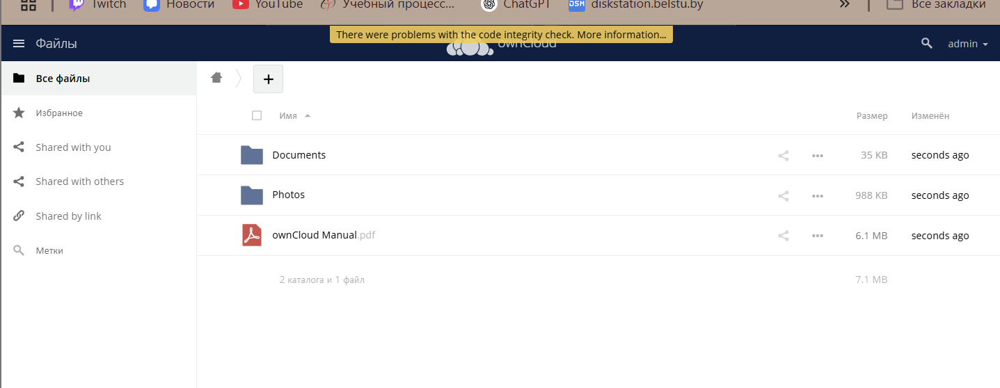 Twitch Новости YouTube Учебный процесс... ChatGPT DSM diskstation.belstu.by Все закладки
There were problems with the code integrity check. More information...
Файлы ownCloud admin
Все файлы
Избранное
Shared with you
Shared with others
Shared by link
Метки
Имя Размер Изменён
Documents 35 KB seconds ago
Photos 988 KB seconds ago
ownCloud Manual.pdf 6.1 MB seconds ago
2 каталога и 1 файл 7.1 MB